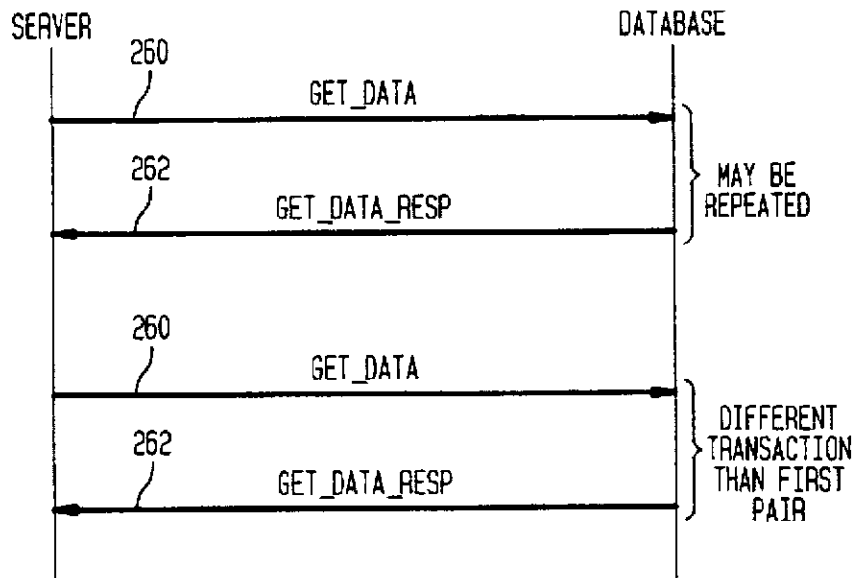 SERVER
DATABASE
260
GET_DATA
262
GET_DATA_RESP
MAY BE
REPEATED
260
GET_DATA
262
GET_DATA_RESP
DIFFERENT
TRANSACTION
THAN FIRST
PAIR